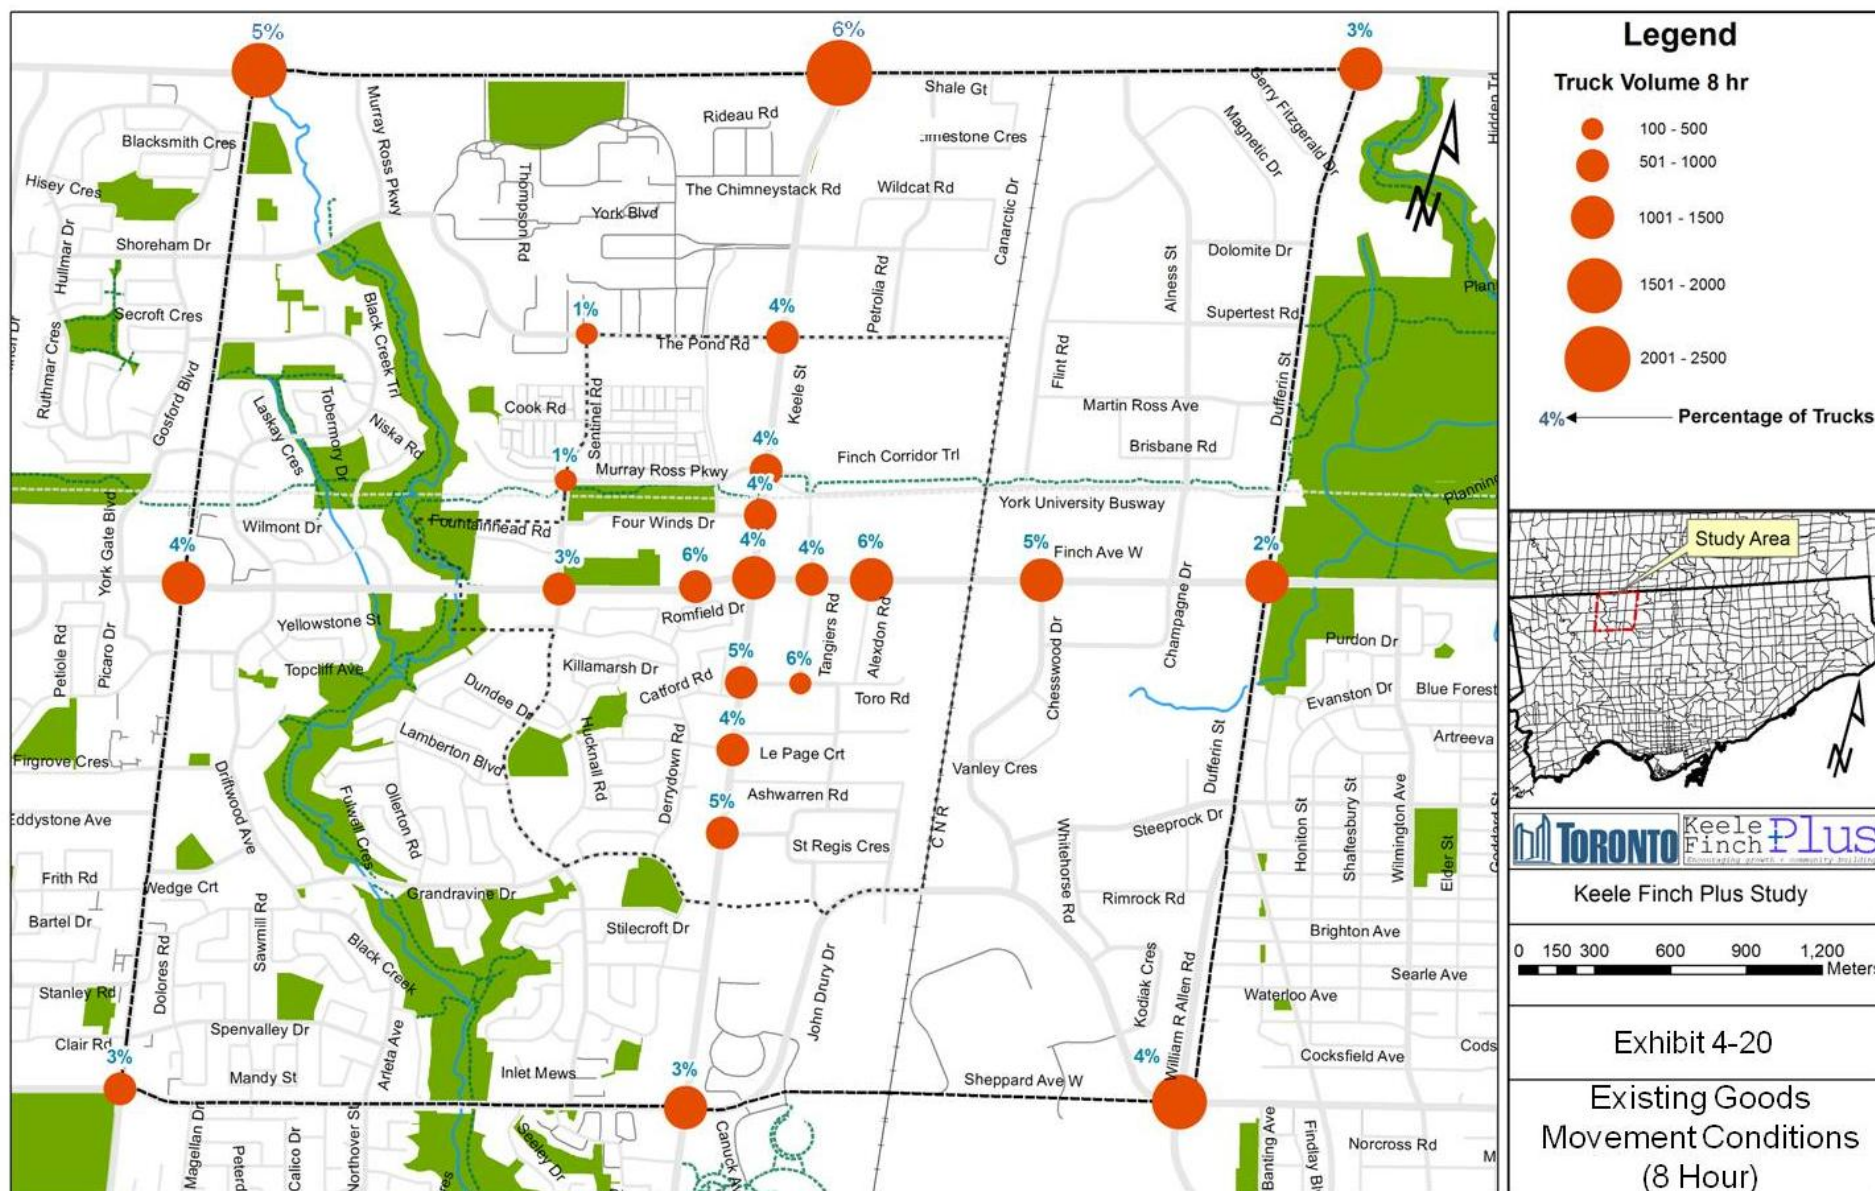 5%
6%
3%
Shale Gt
Gerry Fitzgerald Dr
Hidden Trl
Murray Ross Pkwy
Rideau Rd
Magnetic Dr
Blacksmith Cres
Hisey Cres
Thompson Rd
The Chimneystack Rd
Wildcat Rd
Canarctic Dr
York Blvd
N
Hullmar Dr
Shoreham Dr
Petrolia Rd
Alness St
Dolomite Dr
Secroft Cres
Black Creek Trl
1%
4%
Supertest Rd
Ruthmar Cres
The Pond Rd
Flint Rd
Dufferin St
Gosford Blvd
Laskay Cres
Tobermory Dr
Niska Rd
Cook Rd
Sentinel Rd
Keele St
Martin Ross Ave
Brisbane Rd
4%
1%
Murray Ross Pkwy
Finch Corridor Trl
4%
York University Busway
York Gate Blvd
Wilmont Dr
Fountainhead Rd
Four Winds Dr
4%
3%
6%
4%
4%
6%
5%
Finch Ave W
2%
Romfield Dr
Tangiers Rd
Alexdon Rd
Champagne Dr
Yellowstone St
Petiole Rd
Picaro Dr
Purdon Dr
Topcliff Ave
Killamarsh Dr
5%
6%
Chesswood Dr
Catford Rd
Toro Rd
Dundee Dr
Evanston Dr
Blue Forest
4%
Lamberton Blvd
Hucknall Rd
Derrydown Rd
Le Page Crt
Dufferin St
Artreeva
Firgrove Cres
Vanley Cres
Driftwood Ave
Fulwell Cres
Ollerton Rd
5%
Ashwarren Rd
CNR
Steeprock Dr
Honiton St
Shaftesbury St
Wilmington Ave
Elder St
Eddystone Ave
St Regis Cres
Whitehorse Rd
Frith Rd
Wedge Crt
Grandravine Dr
Rimrock Rd
Bartel Dr
Sawmill Rd
Stilecroft Dr
Brighton Ave
Dolores Rd
Black Creek
John Drury Dr
Kodiak Cres
William R Allen Rd
Searle Ave
Stanley Rd
Waterloo Ave
Spenvalley Dr
Clair Rd
Arleta Ave
3%
3%
4%
Cocksfield Ave
Cods
Mandy St
Inlet Mews
Sheppard Ave W
Magellan Dr
Calico Dr
Northover St
Seeley Dr
Banting Ave
Norcross Rd
Legend
Truck Volume 8 hr
100 - 500
501 - 1000
1001 - 1500
1501 - 2000
2001 - 2500
4% Percentage of Trucks
Study Area
N
TORONTO
Keele
Finch
Plus
Encouraging growth + community building
Keele Finch Plus Study
0 150 300 600 900 1,200
Meters
Exhibit 4-20
Existing Goods
Movement Conditions
(8 Hour)